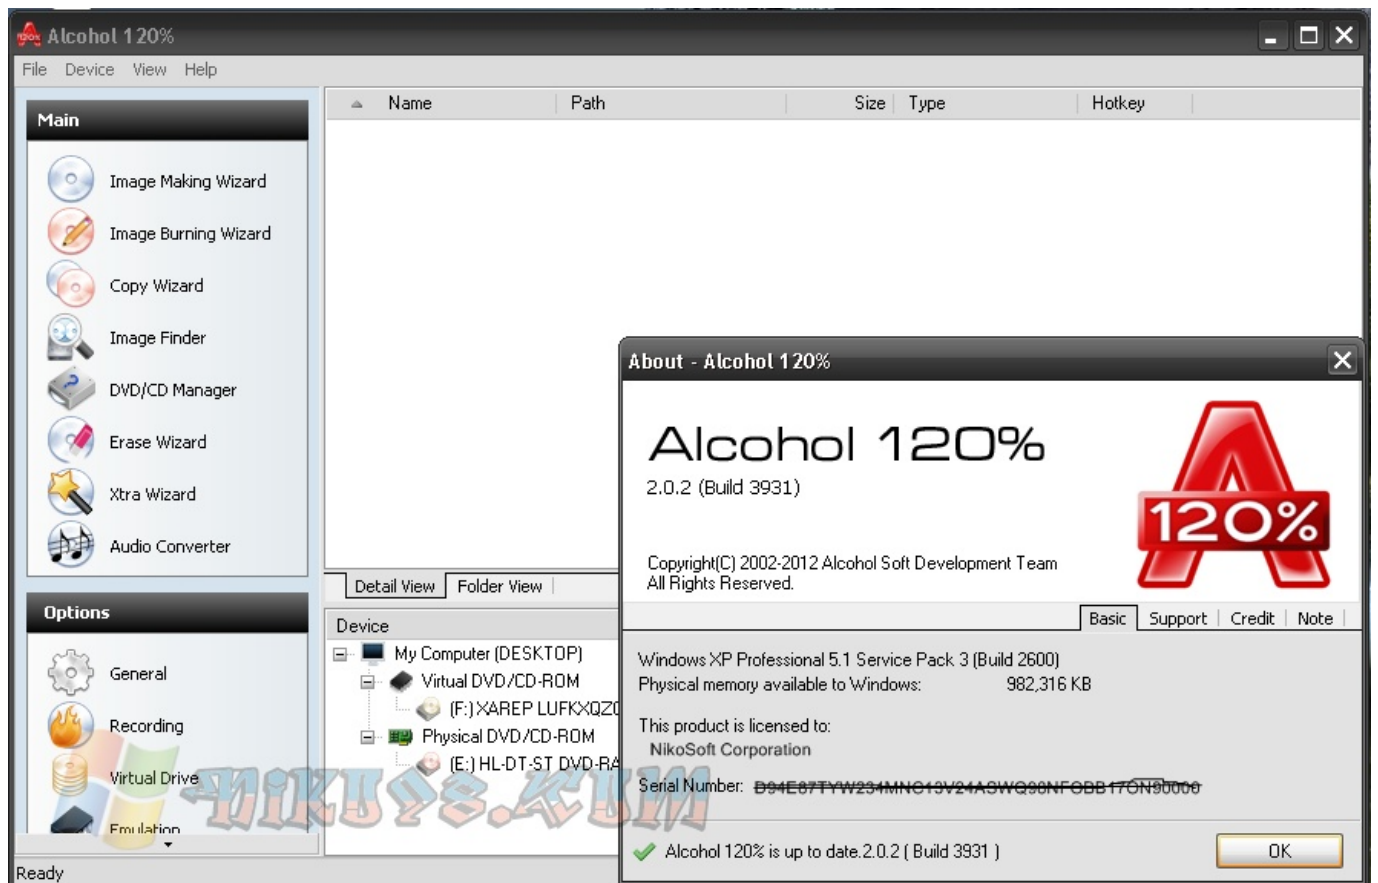 Alcohol 120%
File Device View Help
Main
Image Making Wizard
Image Burning Wizard
Copy Wizard
Image Finder
DVD/CD Manager
Erase Wizard
Xtra Wizard
Audio Converter
Options
General
Recording
Virtual Drive
Emulation
Name Path Size Type Hotkey
Detail View Folder View
Device
My Computer (DESKTOP)
Virtual DVD/CD-ROM
(F:) XAREP
Physical DVD/CD-ROM
(E:) HL-DT-ST DVD-RA
Ready
About - Alcohol 120%
Alcohol 120%
2.0.2 (Build 3931)
120%
Copyright(C) 2002-2012 Alcohol Soft Development Team
All Rights Reserved.
Basic Support Credit Note
Windows XP Professional 5.1 Service Pack 3 (Build 2600)
Physical memory available to Windows: 982,316 KB
This product is licensed to:
NikoSoft Corporation
Serial Number:
Alcohol 120% is up to date.2.0.2 ( Build 3931 )
OK